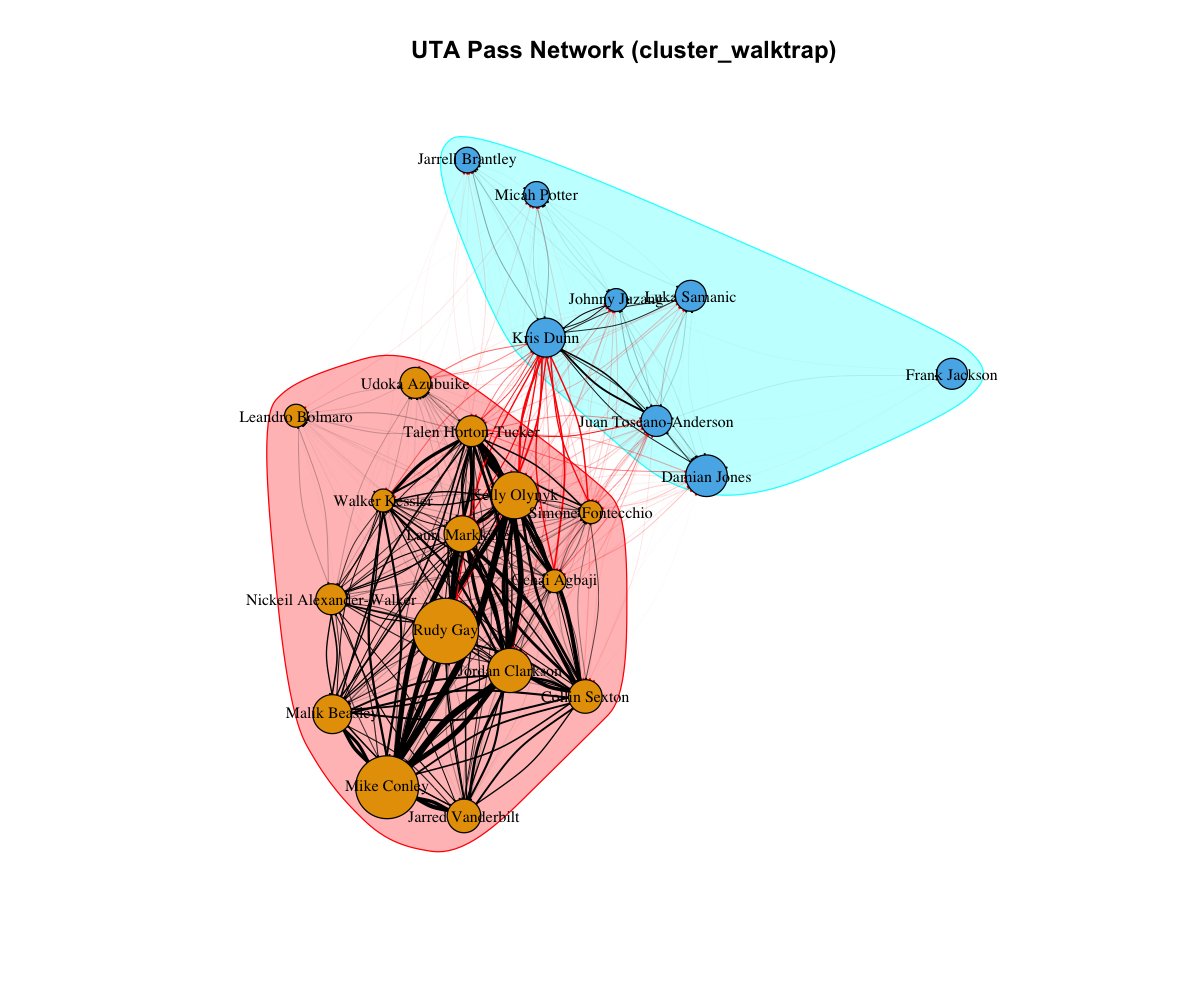 UTA Pass Network (cluster_walktrap)
Jarrell Brantley
Micah Potter
Johnny Juzang
Luka Samanic
Kris Dunn
Frank Jackson
Udoka Azubuike
Leandro Bolmaro
Juan Toscano-Anderson
Talen Horton-Tucker
Damian Jones
Kelly Olynyk
Walker Kessler
Simone Fontecchio
Lauri Markkanen
Ochai Agbaji
Nickeil Alexander-Walker
Rudy Gay
Jordan Clarkson
Collin Sexton
Malik Beasley
Mike Conley
Jarred Vanderbilt